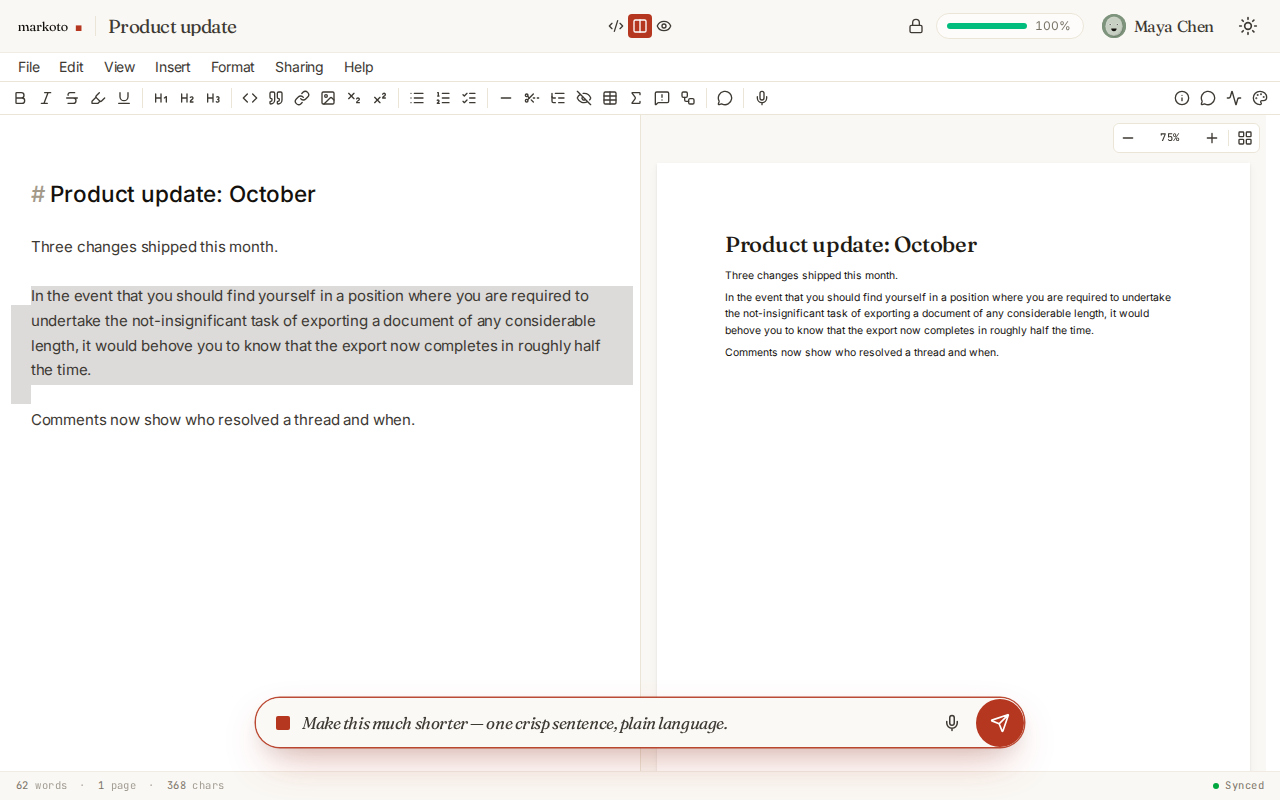 markoto
Product update
100%
Maya Chen
File Edit View Insert Format Sharing Help
H1 H2 H3
75%
# Product update: October
Three changes shipped this month.
In the event that you should find yourself in a position where you are required to
undertake the not-insignificant task of exporting a document of any considerable
length, it would behove you to know that the export now completes in roughly half
the time.
Comments now show who resolved a thread and when.
Product update: October
Three changes shipped this month.
In the event that you should find yourself in a position where you are required to undertake
the not-insignificant task of exporting a document of any considerable length, it would
behove you to know that the export now completes in roughly half the time.
Comments now show who resolved a thread and when.
Make this much shorter — one crisp sentence, plain language.
62 words · 1 page · 368 chars
Synced